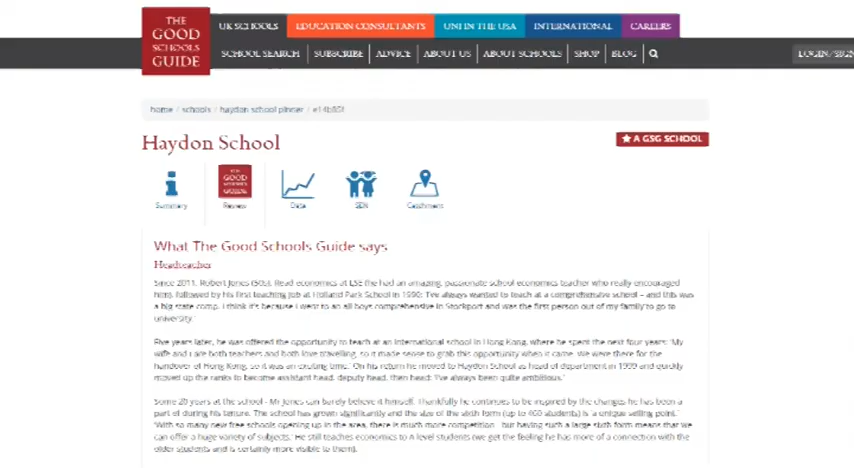 THE
GOOD
SCHOOLS
GUIDE
UK SCHOOLS
EDUCATION CONSULTANTS
UNI IN THE USA
INTERNATIONAL
CAREERS
SCHOOL SEARCH
SUBSCRIBE
ADVICE
ABOUT US
ABOUT SCHOOLS
SHOP
BLOG
LOGIN/SIGN
home / schools / haydon school pinner /
Haydon School
A GSG SCHOOL
THE
GOOD
SCHOOLS
GUIDE
Summary
Review
Data
SEN
Catchment
What The Good Schools Guide says
Headteacher
Since 2011, Robert Jones (50s). Read economics at LSE (he had an amazing, passionate school economics teacher who really encouraged
him), followed by his first teaching job at Holland Park School in 1990: 'I've always wanted to teach at a comprehensive school – and this was
a big state comp. I think it's because I went to an all boys comprehensive in Stockport and was the first person out of my family to go to
university.'
Five years later, he was offered the opportunity to teach at an international school in Hong Kong, where he spent the next four years: 'My
wife and I are both teachers and both love travelling, so it made sense to grab this opportunity when it came. We were there for the
handover of Hong Kong, so it was an exciting time.' On his return he moved to Haydon School as head of department in 1999 and quickly
moved up the ranks to become assistant head, deputy head, then head: 'I've always been quite ambitious.'
Some 20 years at the school - Mr Jones can barely believe it himself. Thankfully he continues to be inspired by the changes he has been a
part of during his tenure. The school has grown significantly and the size of the sixth form (up to 400 students) is 'a unique selling point.'
'With so many new free schools opening up in the area, there is much more competition - but having such a large sixth form means that we
can offer a huge variety of subjects.' He still teaches economics to A level students (we get the feeling he has more of a connection with the
older students and is certainly more visible to them).